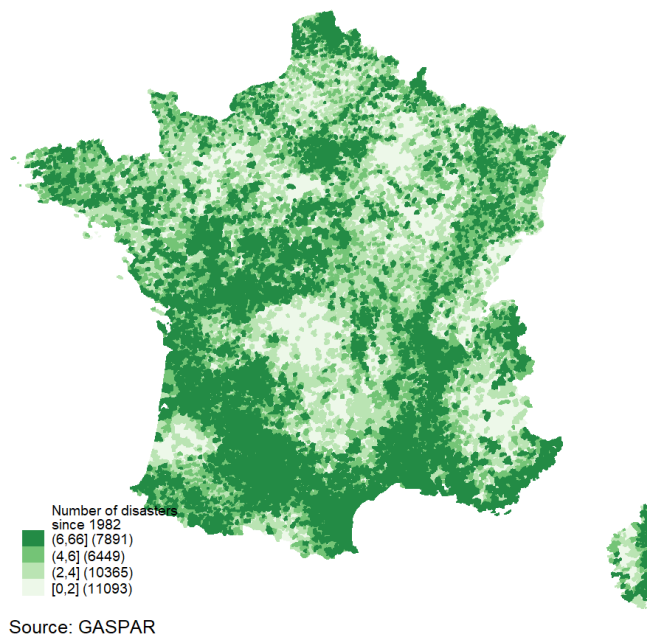 Number of disasters
since 1982
(6,66] (7891)
(4,6] (6449)
(2,4] (10365)
[0,2] (11093)
Source: GASPAR